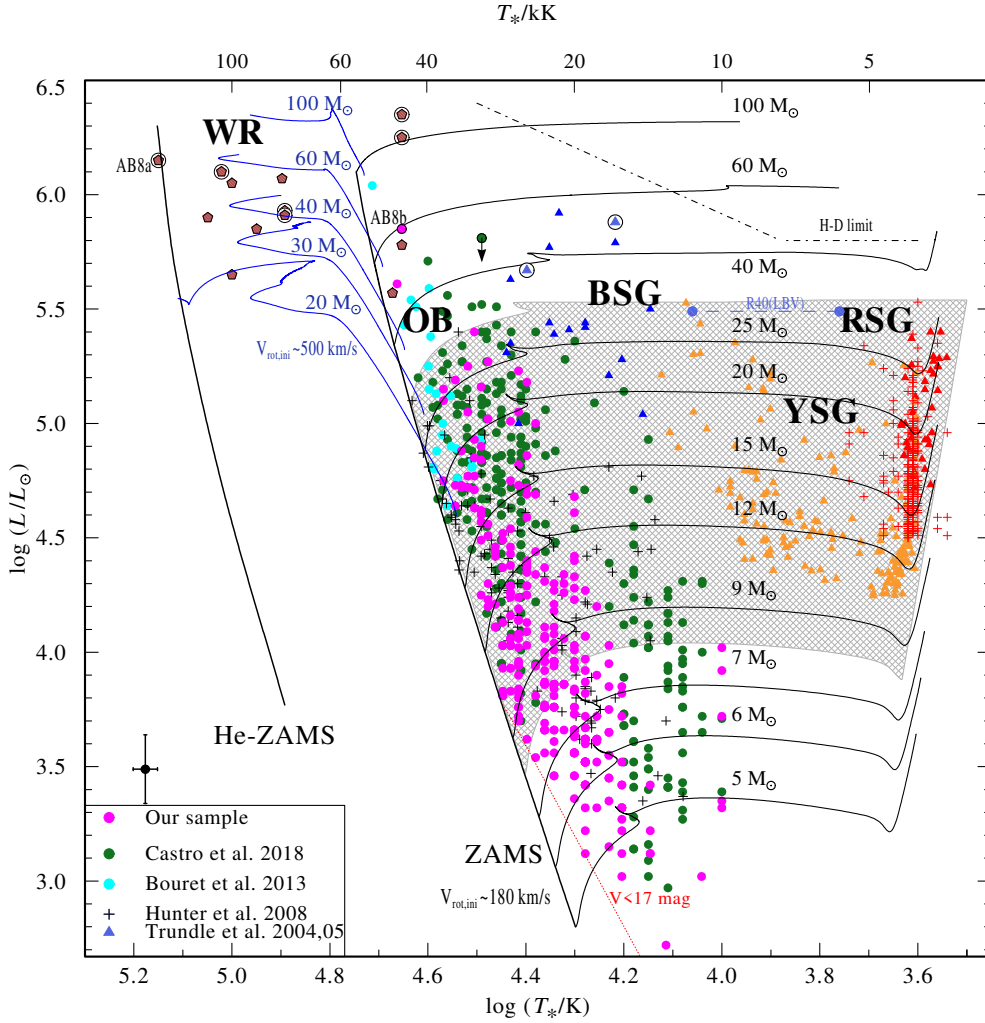 T*/kK
100 60 40 20 10 5
6.5
100 M⊙
100 M⊙
WR
AB8a
60 M⊙
60 M⊙
6.0
40 M⊙
AB8b
H-D limit
30 M⊙
40 M⊙
20 M⊙
BSG
R40(LBV)
5.5
OB
RSG
25 M⊙
V rot,ini ~500 km/s
20 M⊙
YSG
5.0
15 M⊙
log (L/L⊙)
12 M⊙
4.5
9 M⊙
4.0
7 M⊙
He-ZAMS
6 M⊙
3.5
5 M⊙
Our sample
ZAMS
Castro et al. 2018
3.0
Bouret et al. 2013
V rot,ini ~180 km/s
V<17 mag
Hunter et al. 2008
Trundle et al. 2004,05
5.2 5.0 4.8 4.6 4.4 4.2 4.0 3.8 3.6
log (T*/K)